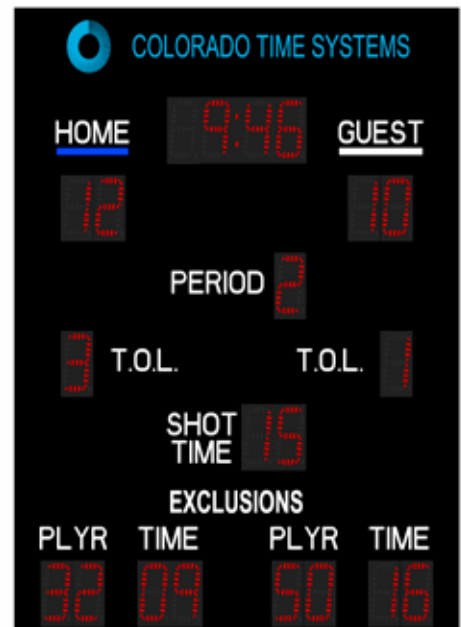 COLORADO TIME SYSTEMS
9:46
HOME GUEST
12 10
PERIOD 2
3 T.O.L. T.O.L. 1
SHOT
TIME 15
EXCLUSIONS
PLYR TIME PLYR TIME
32 09 50 16